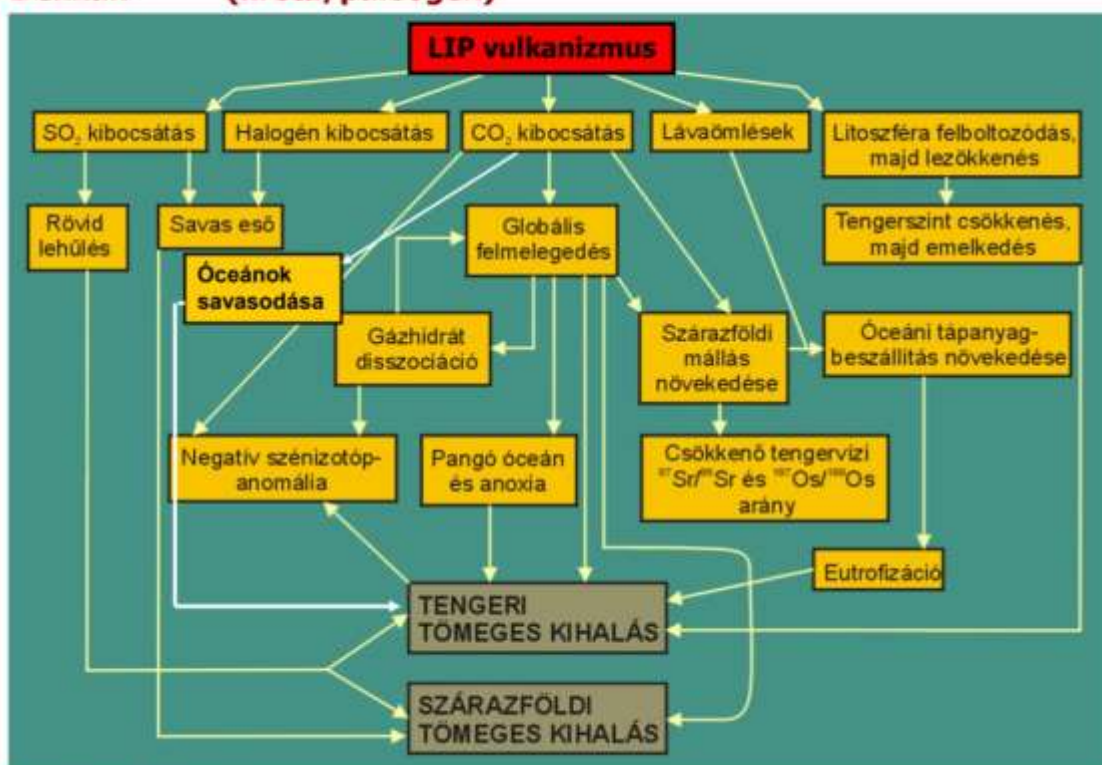 LIP vulkanizmus
SO₂ kibocsátás
Halogén kibocsátás
CO₂ kibocsátás
Lávaömlések
Litoszféra felboltozódás,
majd lezökkenés
Rövid
lehűlés
Savas eső
Globális
felmelegedés
Tengerszint csökkenés,
majd emelkedés
Óceánok
savasodása
Gázhidrát
disszociáció
Szárazföldi
mállás
növekedése
Óceáni tápanyag-
beszállítás növekedése
Negatív szénizotóp-
anomália
Pangó óceán
és anoxia
Csökkenő tengervízi
⁸⁷Sr/⁸⁶Sr és ¹⁸⁷Os/¹⁸⁸Os
arány
Eutrofizáció
TENGERI
TÖMEGES KIHALÁS
SZÁRAZFÖLDI
TÖMEGES KIHALÁS